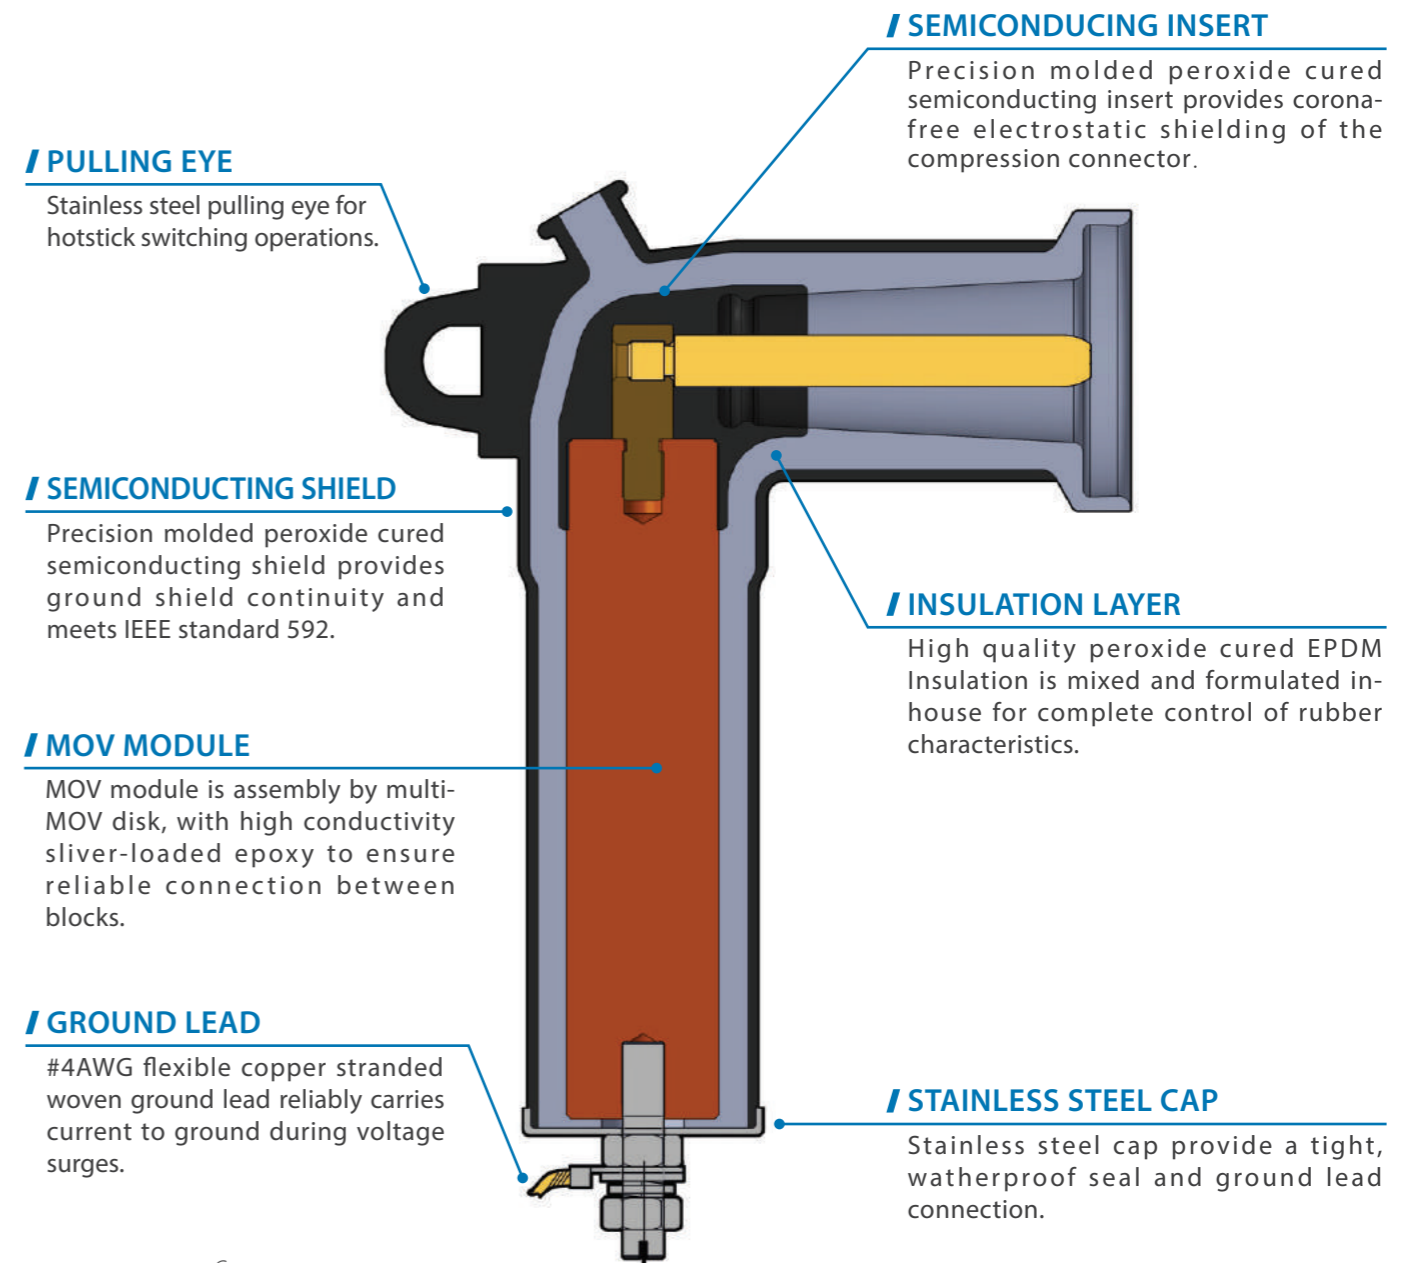 SEMICONDUCING INSERT
Precision molded peroxide cured
semiconducting insert provides corona-
free electrostatic shielding of the
compression connector.
PULLING EYE
Stainless steel pulling eye for
hotstick switching operations.
SEMICONDUCTING SHIELD
Precision molded peroxide cured
semiconducting shield provides
ground shield continuity and
meets IEEE standard 592.
INSULATION LAYER
High quality peroxide cured EPDM
Insulation is mixed and formulated in-
house for complete control of rubber
characteristics.
MOV MODULE
MOV module is assembly by multi-
MOV disk, with high conductivity
sliver-loaded epoxy to ensure
reliable connection between
blocks.
GROUND LEAD
#4AWG flexible copper stranded
woven ground lead reliably carries
current to ground during voltage
surges.
STAINLESS STEEL CAP
Stainless steel cap provide a tight,
watherproof seal and ground lead
connection.